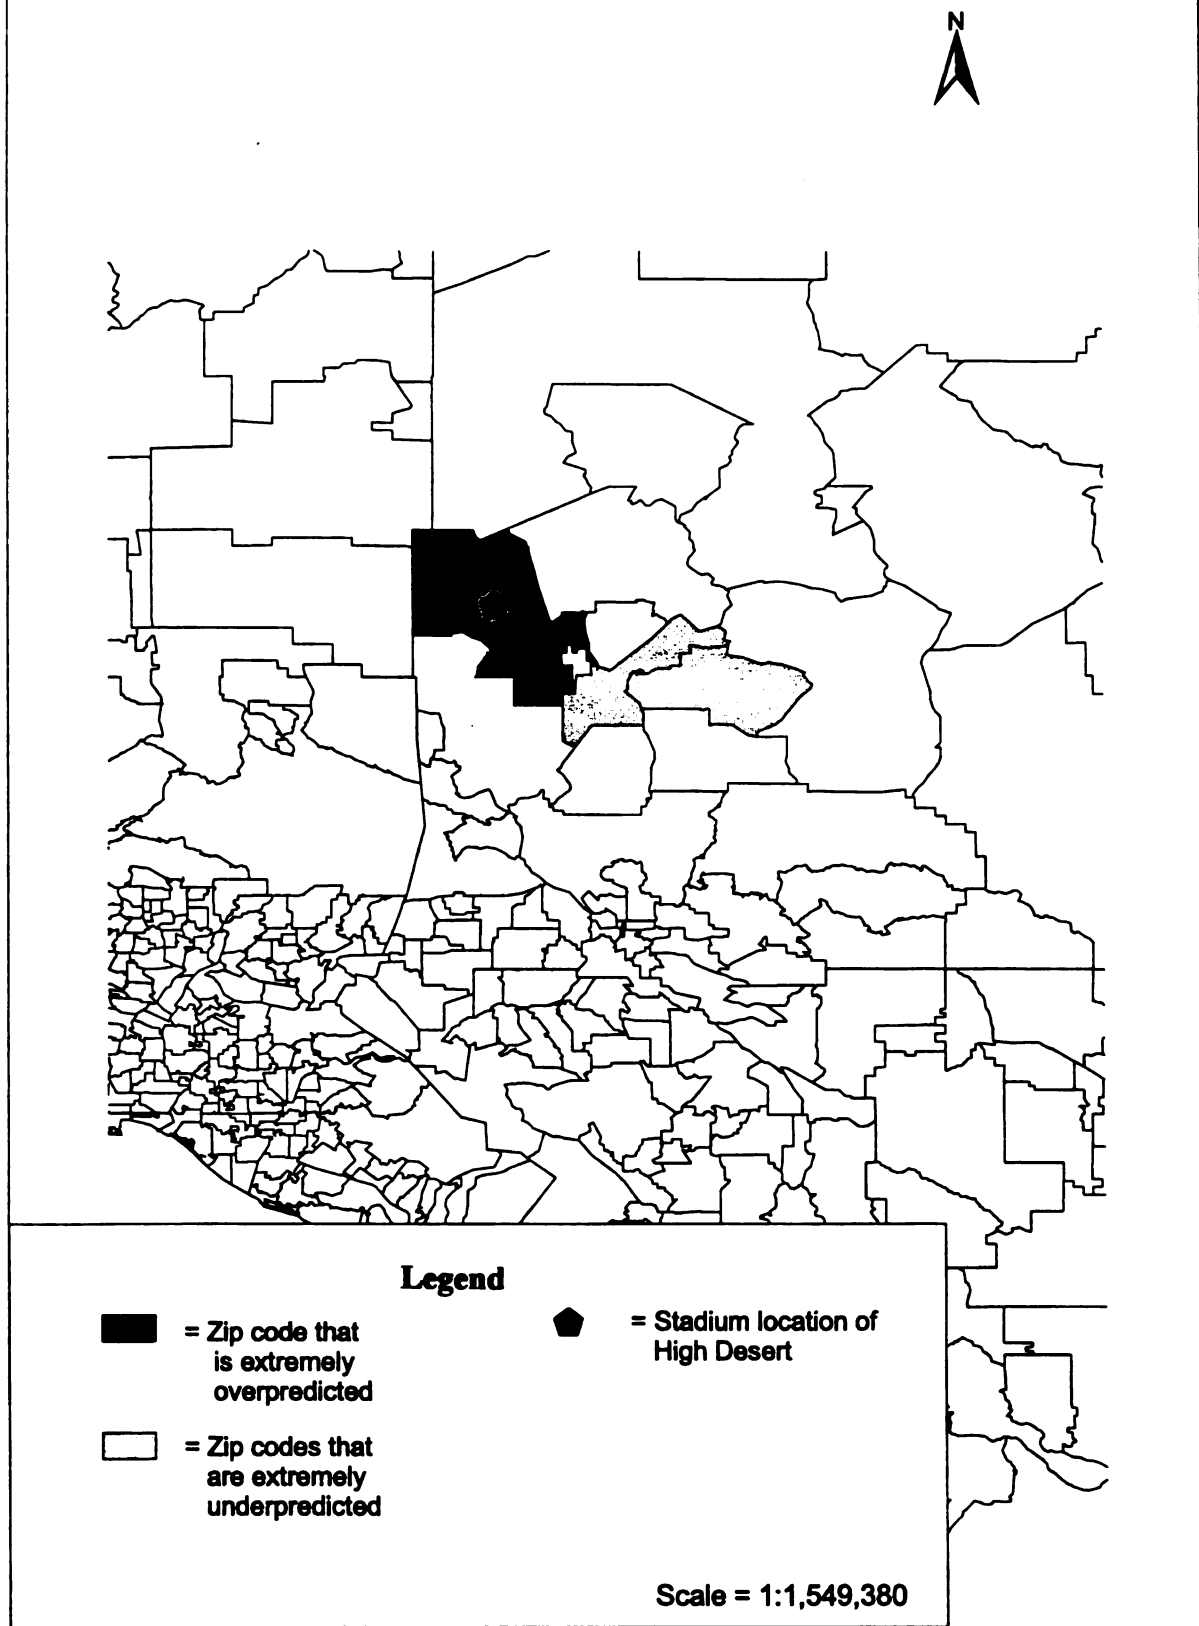 N
Legend
= Zip code that
is extremely
overpredicted
= Stadium location of
High Desert
= Zip codes that
are extremely
underpredicted
Scale = 1:1,549,380